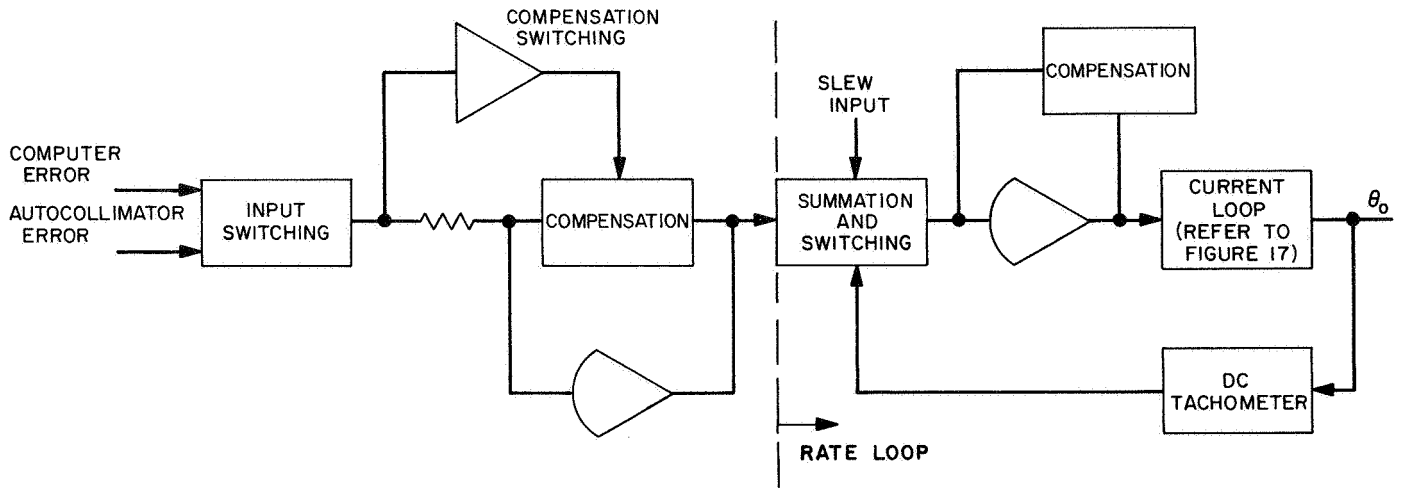 COMPENSATION
SWITCHING
COMPUTER
ERROR
AUTOCOLLIMATOR
ERROR
INPUT
SWITCHING
COMPENSATION
SLEW
INPUT
SUMMATION
AND
SWITCHING
COMPENSATION
CURRENT
LOOP
(REFER TO
FIGURE 17)
θo
DC
TACHOMETER
RATE LOOP